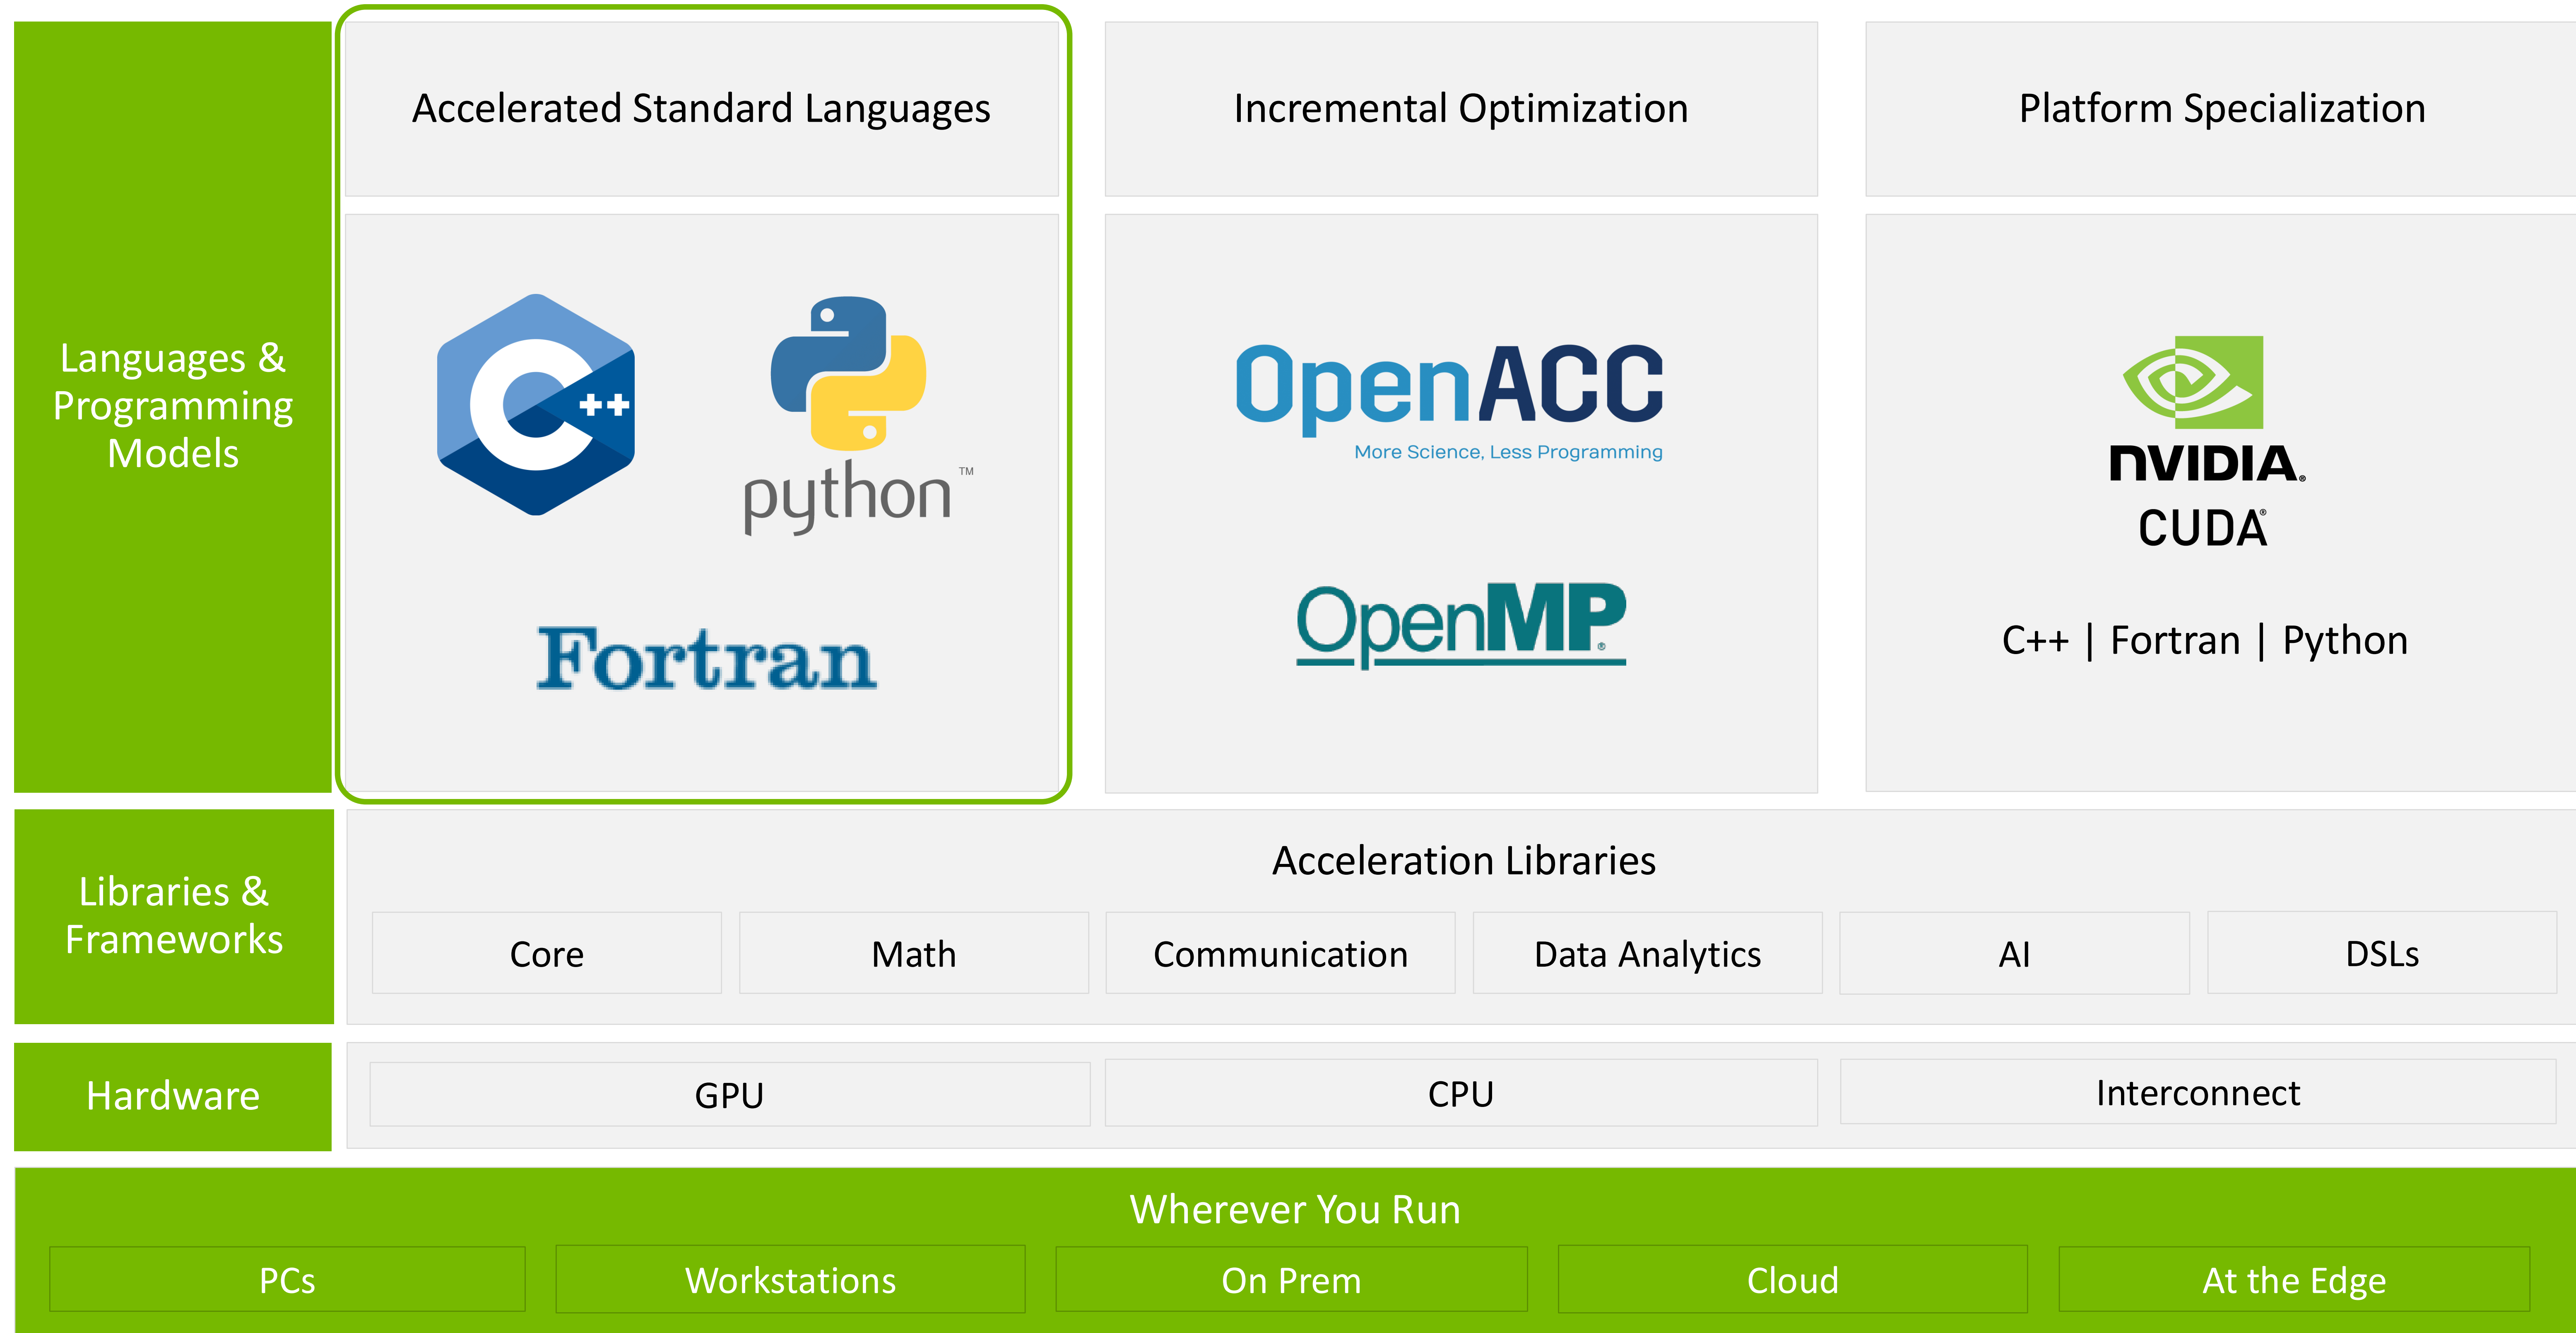 Accelerated Standard Languages
Incremental Optimization
Platform Specialization
Languages &
Programming
Models
C++
python™
Fortran
OpenACC
More Science, Less Programming
OpenMP®
NVIDIA®
CUDA®
C++ | Fortran | Python
Libraries &
Frameworks
Acceleration Libraries
Core
Math
Communication
Data Analytics
AI
DSLs
Hardware
GPU
CPU
Interconnect
Wherever You Run
PCs
Workstations
On Prem
Cloud
At the Edge